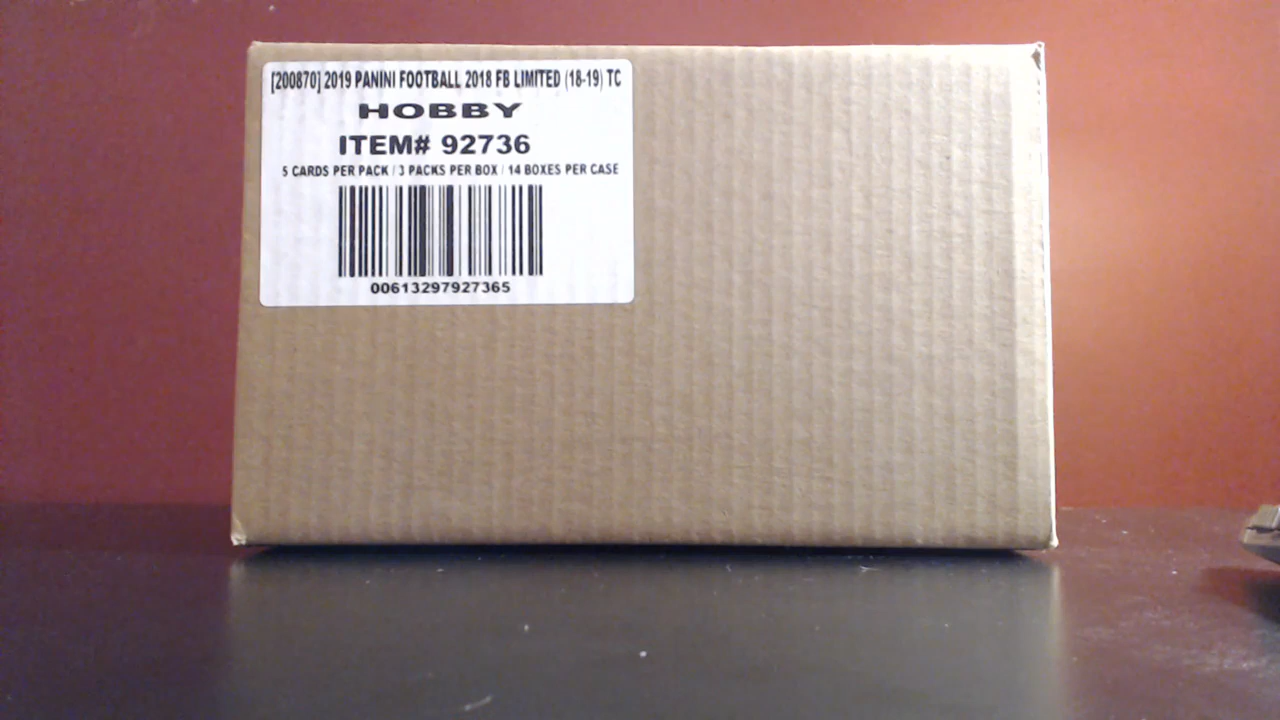 [200870] 2019 PANINI FOOTBALL 2018 FB LIMITED (18-19) TC
HOBBY
ITEM# 92736
5 CARDS PER PACK / 3 PACKS PER BOX / 14 BOXES PER CASE
00613297927365